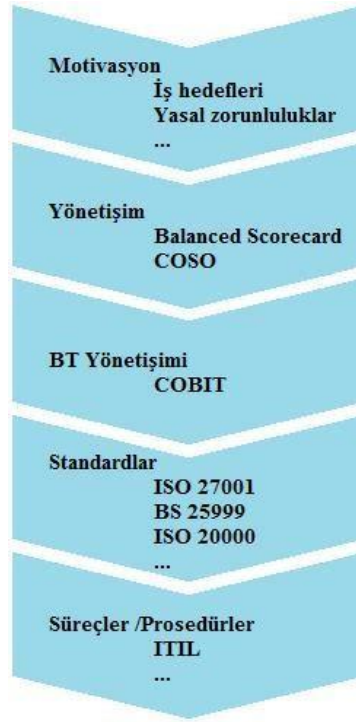 Motivasyon
İş hedefleri
Yasal zorunluluklar
...
Yönetişim
Balanced Scorecard
COSO
BT Yönetişimi
COBIT
Standardlar
ISO 27001
BS 25999
ISO 20000
...
Süreçler /Prosedürler
ITIL
...